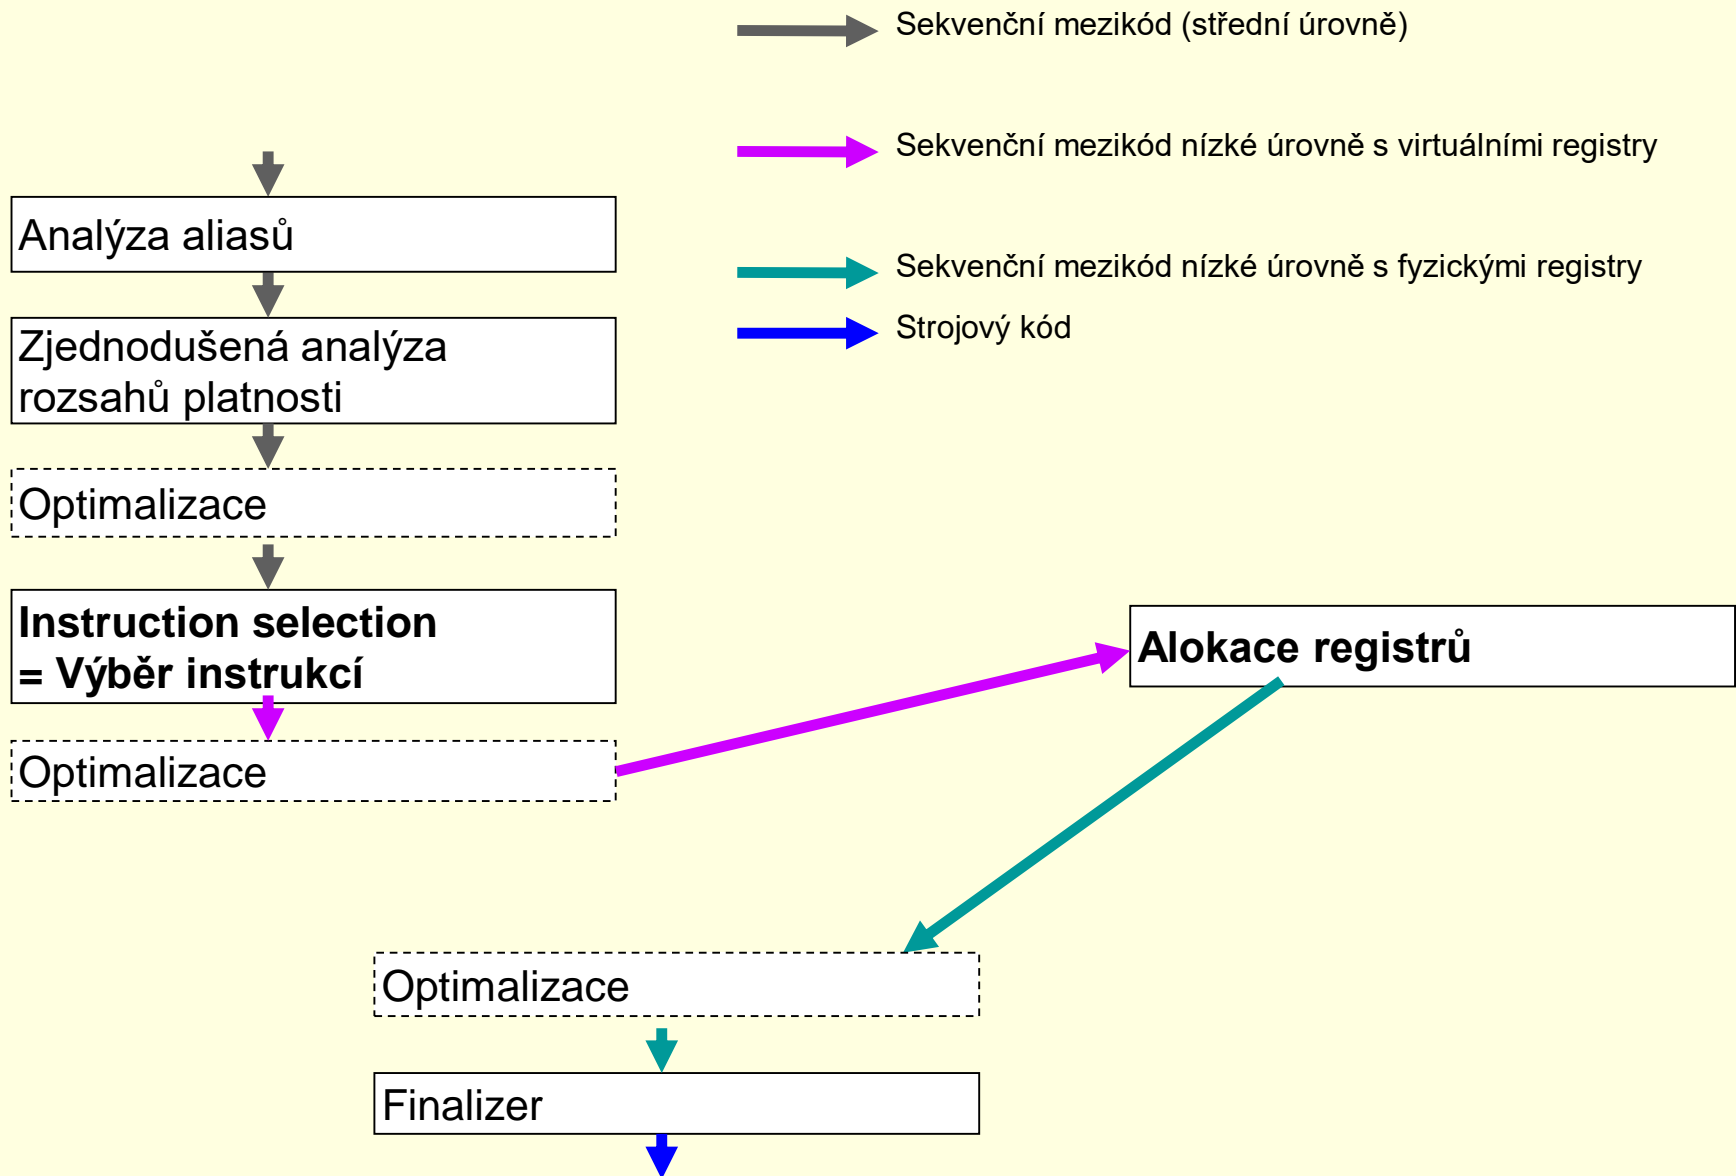 Sekvenční mezikód (střední úrovně)
Sekvenční mezikód nízké úrovně s virtuálními registry
Analýza aliasů
Sekvenční mezikód nízké úrovně s fyzickými registry
Strojový kód
Zjednodušená analýza
rozsahů platnosti
Optimalizace
Instruction selection
= Výběr instrukcí
Alokace registrů
Optimalizace
Optimalizace
Finalizer